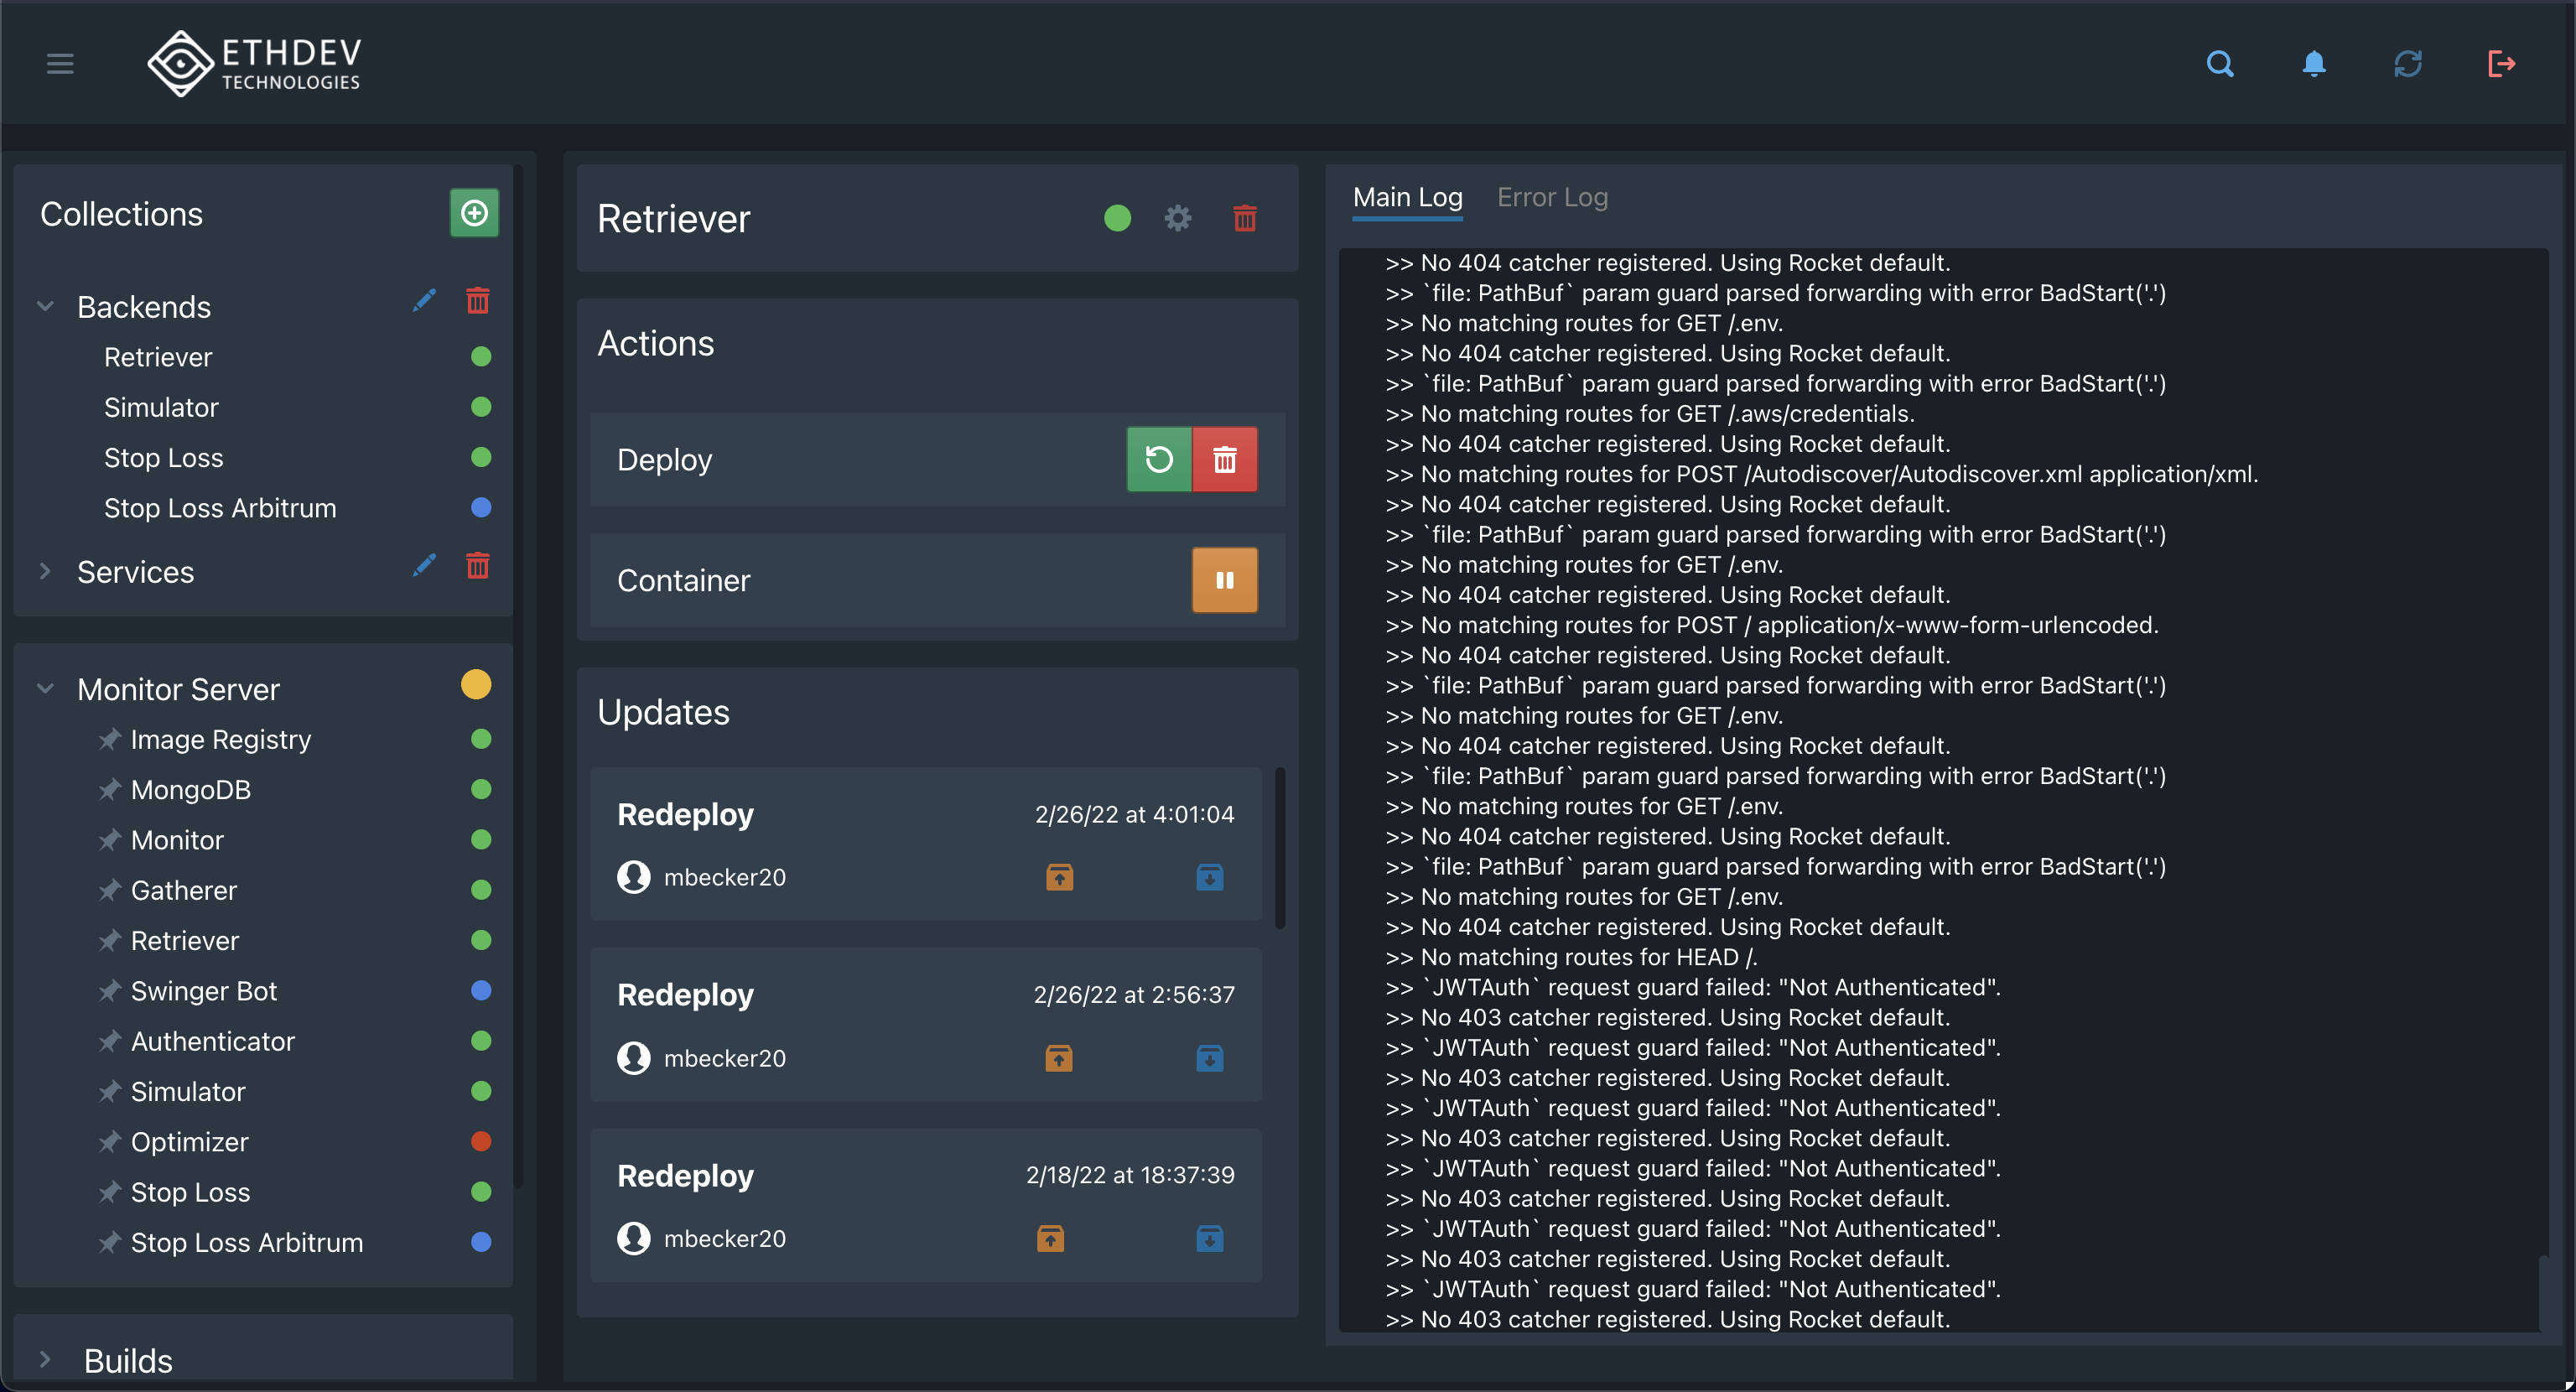 ETHDEV
TECHNOLOGIES
Collections
Backends
Retriever
Simulator
Stop Loss
Stop Loss Arbitrum
Services
Monitor Server
Image Registry
MongoDB
Monitor
Gatherer
Retriever
Swinger Bot
Authenticator
Simulator
Optimizer
Stop Loss
Stop Loss Arbitrum
Builds
Retriever
Actions
Deploy
Container
Updates
Redeploy 2/26/22 at 4:01:04
mbecker20
Redeploy 2/26/22 at 2:56:37
mbecker20
Redeploy 2/18/22 at 18:37:39
mbecker20
Main Log Error Log
>> No 404 catcher registered. Using Rocket default.
>> `file: PathBuf` param guard parsed forwarding with error BadStart('.')
>> No matching routes for GET /.env.
>> No 404 catcher registered. Using Rocket default.
>> `file: PathBuf` param guard parsed forwarding with error BadStart('.')
>> No matching routes for GET /.aws/credentials.
>> No 404 catcher registered. Using Rocket default.
>> No matching routes for POST /Autodiscover/Autodiscover.xml application/xml.
>> No 404 catcher registered. Using Rocket default.
>> `file: PathBuf` param guard parsed forwarding with error BadStart('.')
>> No matching routes for GET /.env.
>> No 404 catcher registered. Using Rocket default.
>> No matching routes for POST / application/x-www-form-urlencoded.
>> No 404 catcher registered. Using Rocket default.
>> `file: PathBuf` param guard parsed forwarding with error BadStart('.')
>> No matching routes for GET /.env.
>> No 404 catcher registered. Using Rocket default.
>> `file: PathBuf` param guard parsed forwarding with error BadStart('.')
>> No matching routes for GET /.env.
>> No 404 catcher registered. Using Rocket default.
>> `file: PathBuf` param guard parsed forwarding with error BadStart('.')
>> No matching routes for GET /.env.
>> No 404 catcher registered. Using Rocket default.
>> No matching routes for HEAD /.
>> `JWTAuth` request guard failed: "Not Authenticated".
>> No 403 catcher registered. Using Rocket default.
>> `JWTAuth` request guard failed: "Not Authenticated".
>> No 403 catcher registered. Using Rocket default.
>> `JWTAuth` request guard failed: "Not Authenticated".
>> No 403 catcher registered. Using Rocket default.
>> `JWTAuth` request guard failed: "Not Authenticated".
>> No 403 catcher registered. Using Rocket default.
>> `JWTAuth` request guard failed: "Not Authenticated".
>> No 403 catcher registered. Using Rocket default.
>> `JWTAuth` request guard failed: "Not Authenticated".
>> No 403 catcher registered. Using Rocket default.